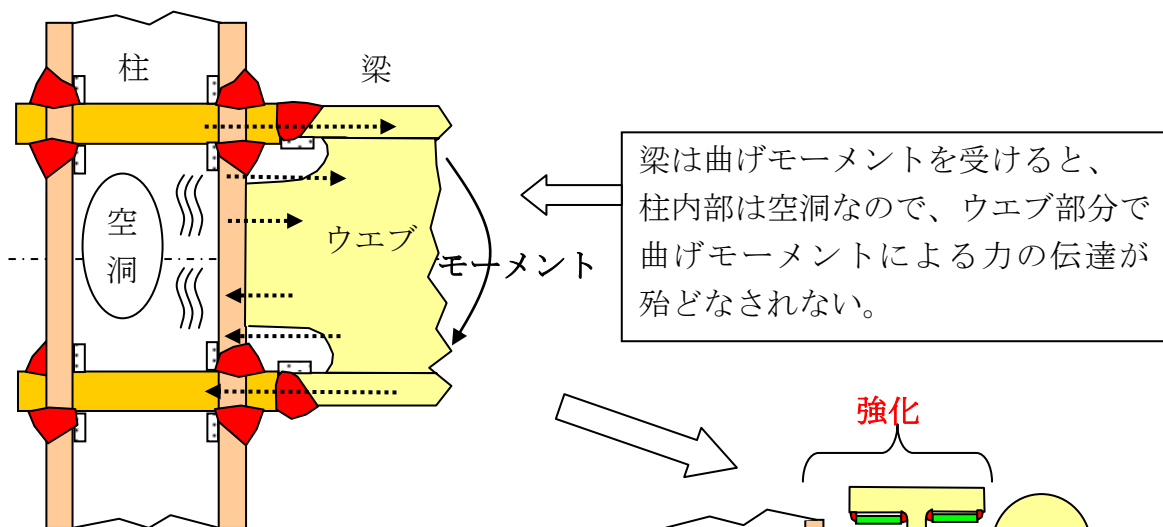 柱
梁
空
洞
ウエブ
モーメント
梁は曲げモーメントを受けると、
柱内部は空洞なので、ウエブ部分で
曲げモーメントによる力の伝達が
殆どなされない。
強化